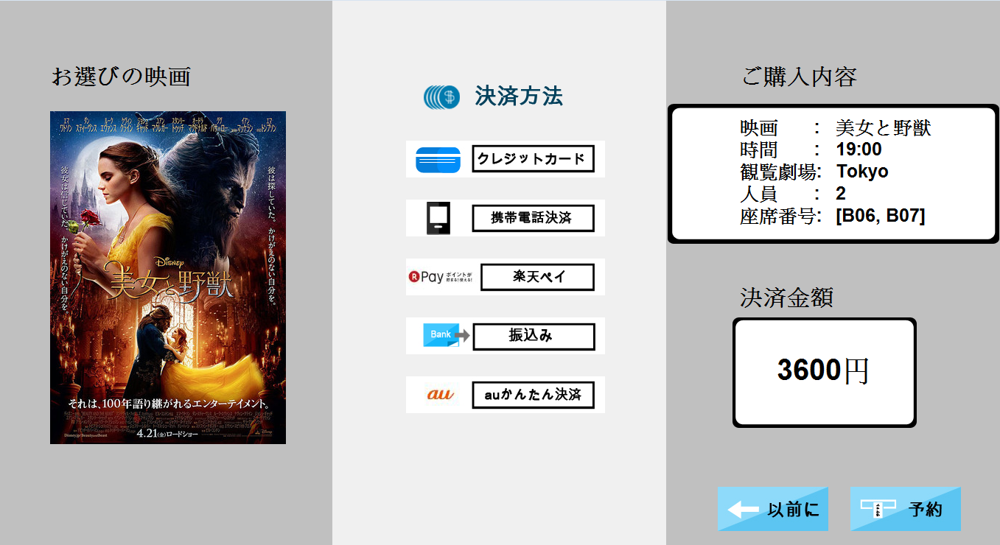 お選びの映画
エマ ワトソン
ダン スティーヴンス
ルーク エヴァンス
ケヴィン クライン
ジョシュ ギャッド
ユアン マクレガー
スタンリー トゥッチ
オードラ マクドナルド
ググ バサ=ロー
イアン マッケラン
エマ トンプソン
彼女は信じていた、かけがえのない自分を。
彼は探していた。かけがえのない自分を。
Disney
美女と野獣
それは、100年語り継がれるエンターテイメント。
Disney.jp/BeautyandBeast
4.21(金)ロードショー
決済方法
クレジットカード
携帯電話決済
R Pay ポイントが
貯まる!使える!
楽天ペイ
Bank
振込み
au
auかんたん決済
ご購入内容
映画 : 美女と野獣
時間 : 19:00
観覧劇場: Tokyo
人員 : 2
座席番号: [B06, B07]
決済金額
3600円
以前に
予約